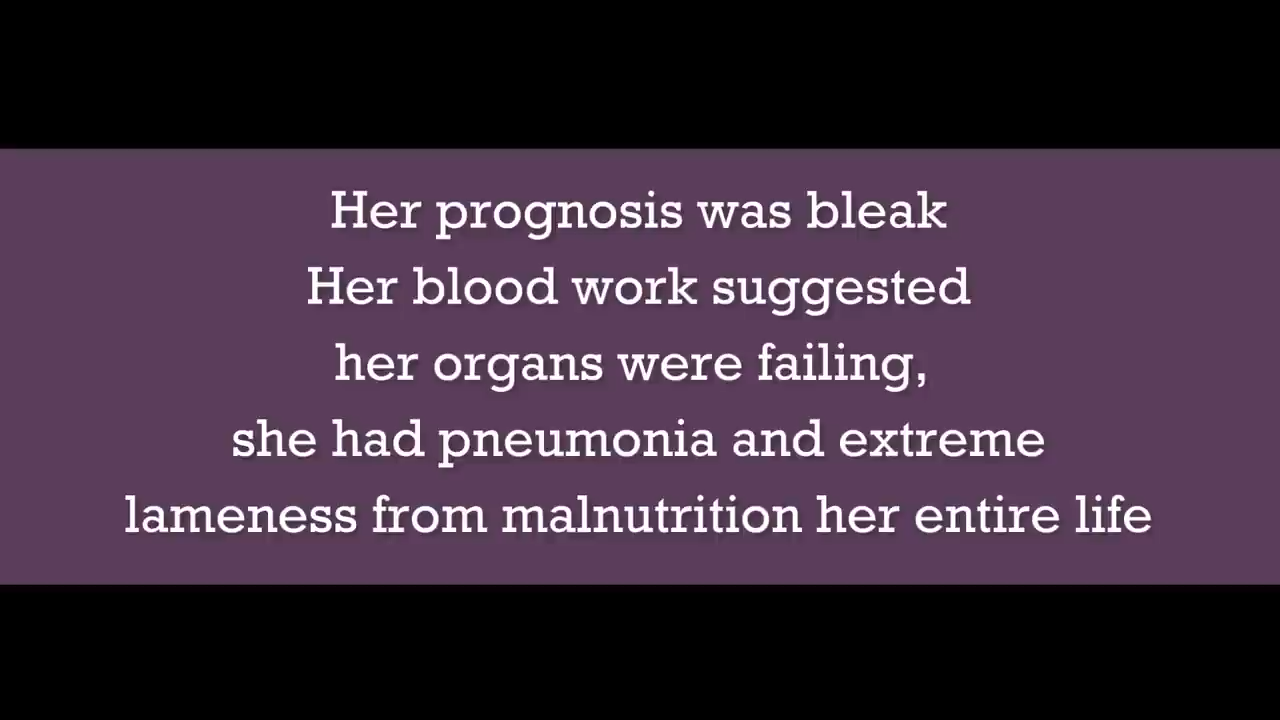 Her prognosis was bleak
Her blood work suggested
her organs were failing,
she had pneumonia and extreme
lameness from malnutrition her entire life